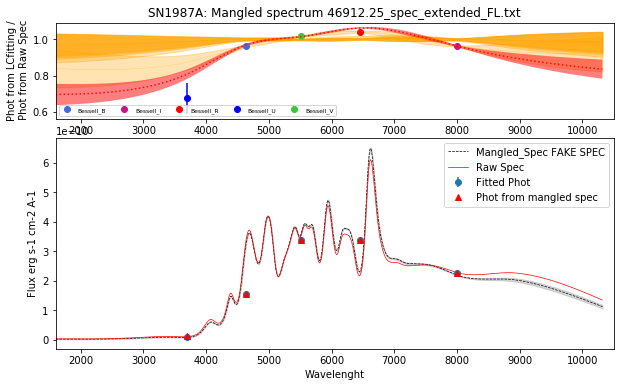 SN1987A: Mangled spectrum 46912.25_spec_extended_FL.txt
Phot from LCfitting /
Phot from Raw Spec
1.0
0.8
0.6
Bessell_B Bessell_I Bessell_R Bessell_U Bessell_V
2000 3000 4000 5000 6000 7000 8000 9000 10000
1e−10
Mangled_Spec FAKE SPEC
Raw Spec
Fitted Phot
Phot from mangled spec
Flux erg s-1 cm-2 A-1
6
5
4
3
2
1
0
2000 3000 4000 5000 6000 7000 8000 9000 10000
Wavelenght